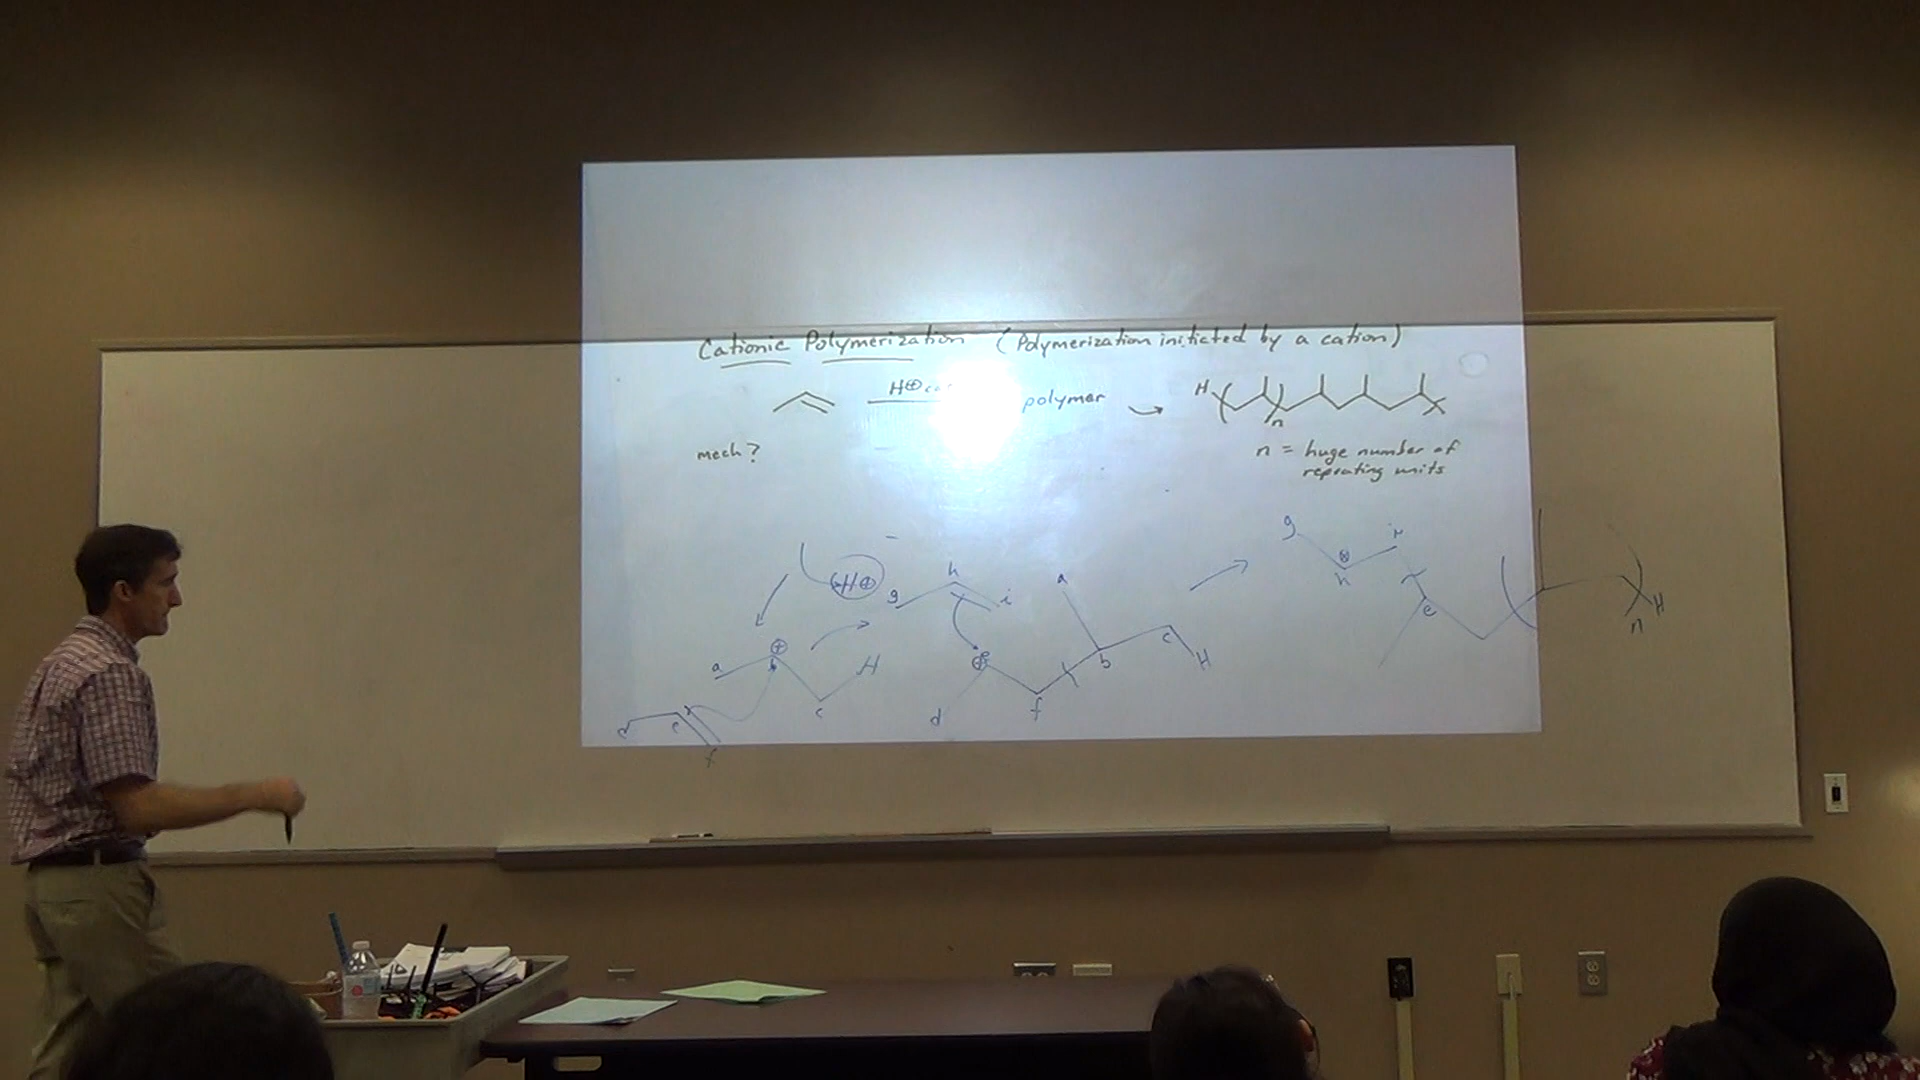 Cationic Polymerization (Polymerization initiated by a cation)
H⊕ polymer H n
mech?
n = huge number of
repeating units
H⊕
g h i
a
g ⊕ h i
e
n H
a ⊕ b c H
⊕ d f b c H
d e f